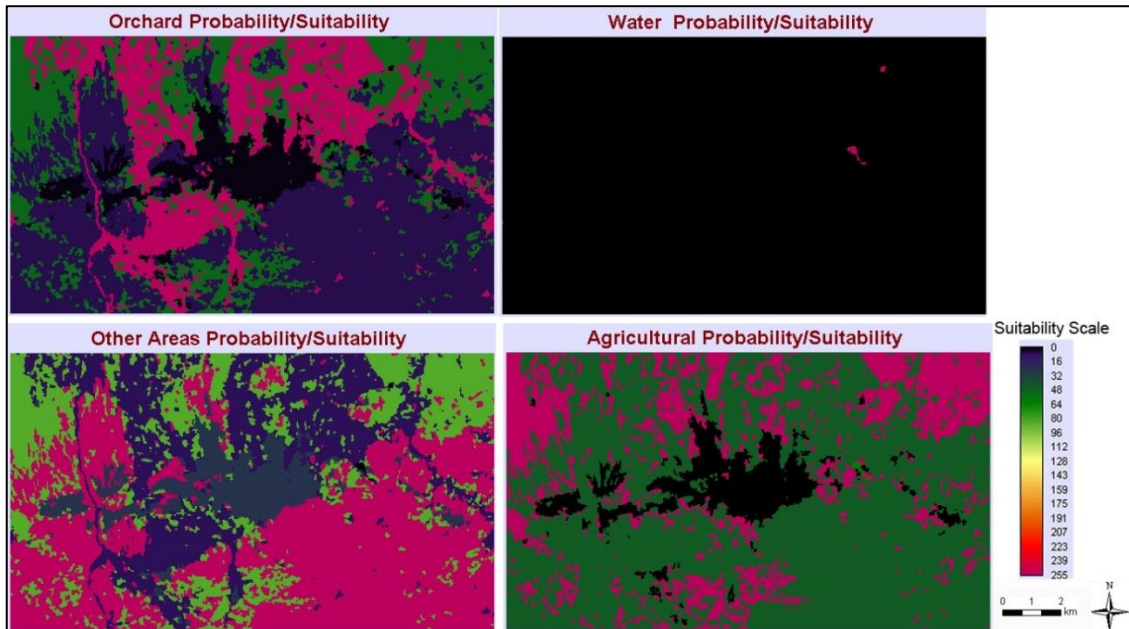 Orchard Probability/Suitability
Water Probability/Suitability
Other Areas Probability/Suitability
Agricultural Probability/Suitability
Suitability Scale
0
16
32
48
64
80
96
112
128
143
159
175
191
207
223
239
255
N
0 1 2
km